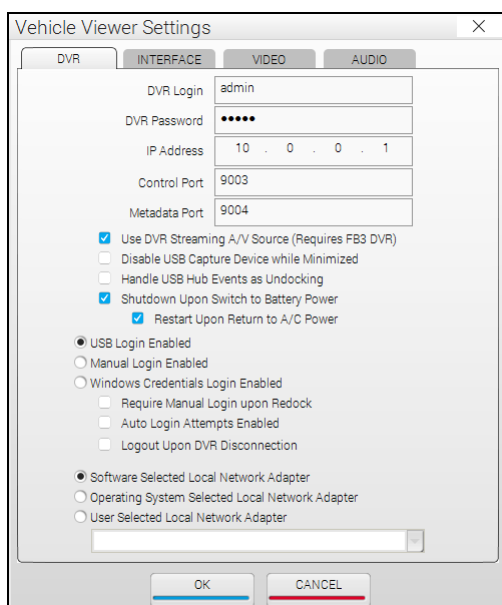 Vehicle Viewer Settings
DVR INTERFACE VIDEO AUDIO
DVR Login admin
DVR Password •••••
IP Address 10 . 0 . 0 . 1
Control Port 9003
Metadata Port 9004
Use DVR Streaming A/V Source (Requires FB3 DVR)
Disable USB Capture Device while Minimized
Handle USB Hub Events as Undocking
Shutdown Upon Switch to Battery Power
Restart Upon Return to A/C Power
USB Login Enabled
Manual Login Enabled
Windows Credentials Login Enabled
Require Manual Login upon Redock
Auto Login Attempts Enabled
Logout Upon DVR Disconnection
Software Selected Local Network Adapter
Operating System Selected Local Network Adapter
User Selected Local Network Adapter
OK CANCEL